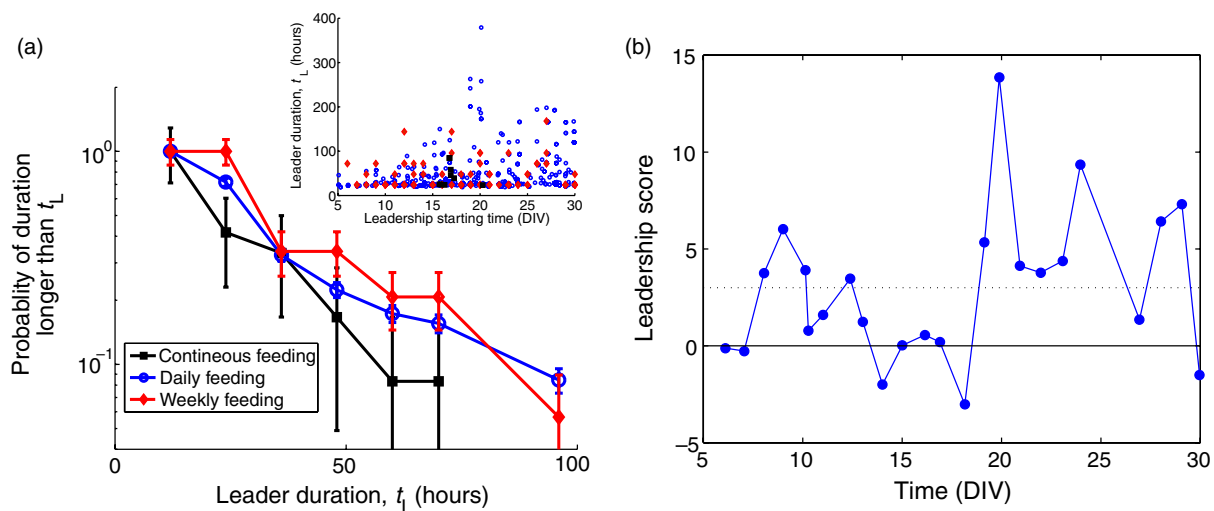 (a)
Probablity of duration
longer than t_L
10^0
10^-1
Contineous feeding
Daily feeding
Weekly feeding
0
50
100
Leader duration, t_l (hours)
Leader duration, t_L (hours)
400
300
200
100
0
5
10
15
20
25
30
Leadership starting time (DIV)
(b)
Leadership score
15
10
5
0
−5
5
10
15
20
25
30
Time (DIV)